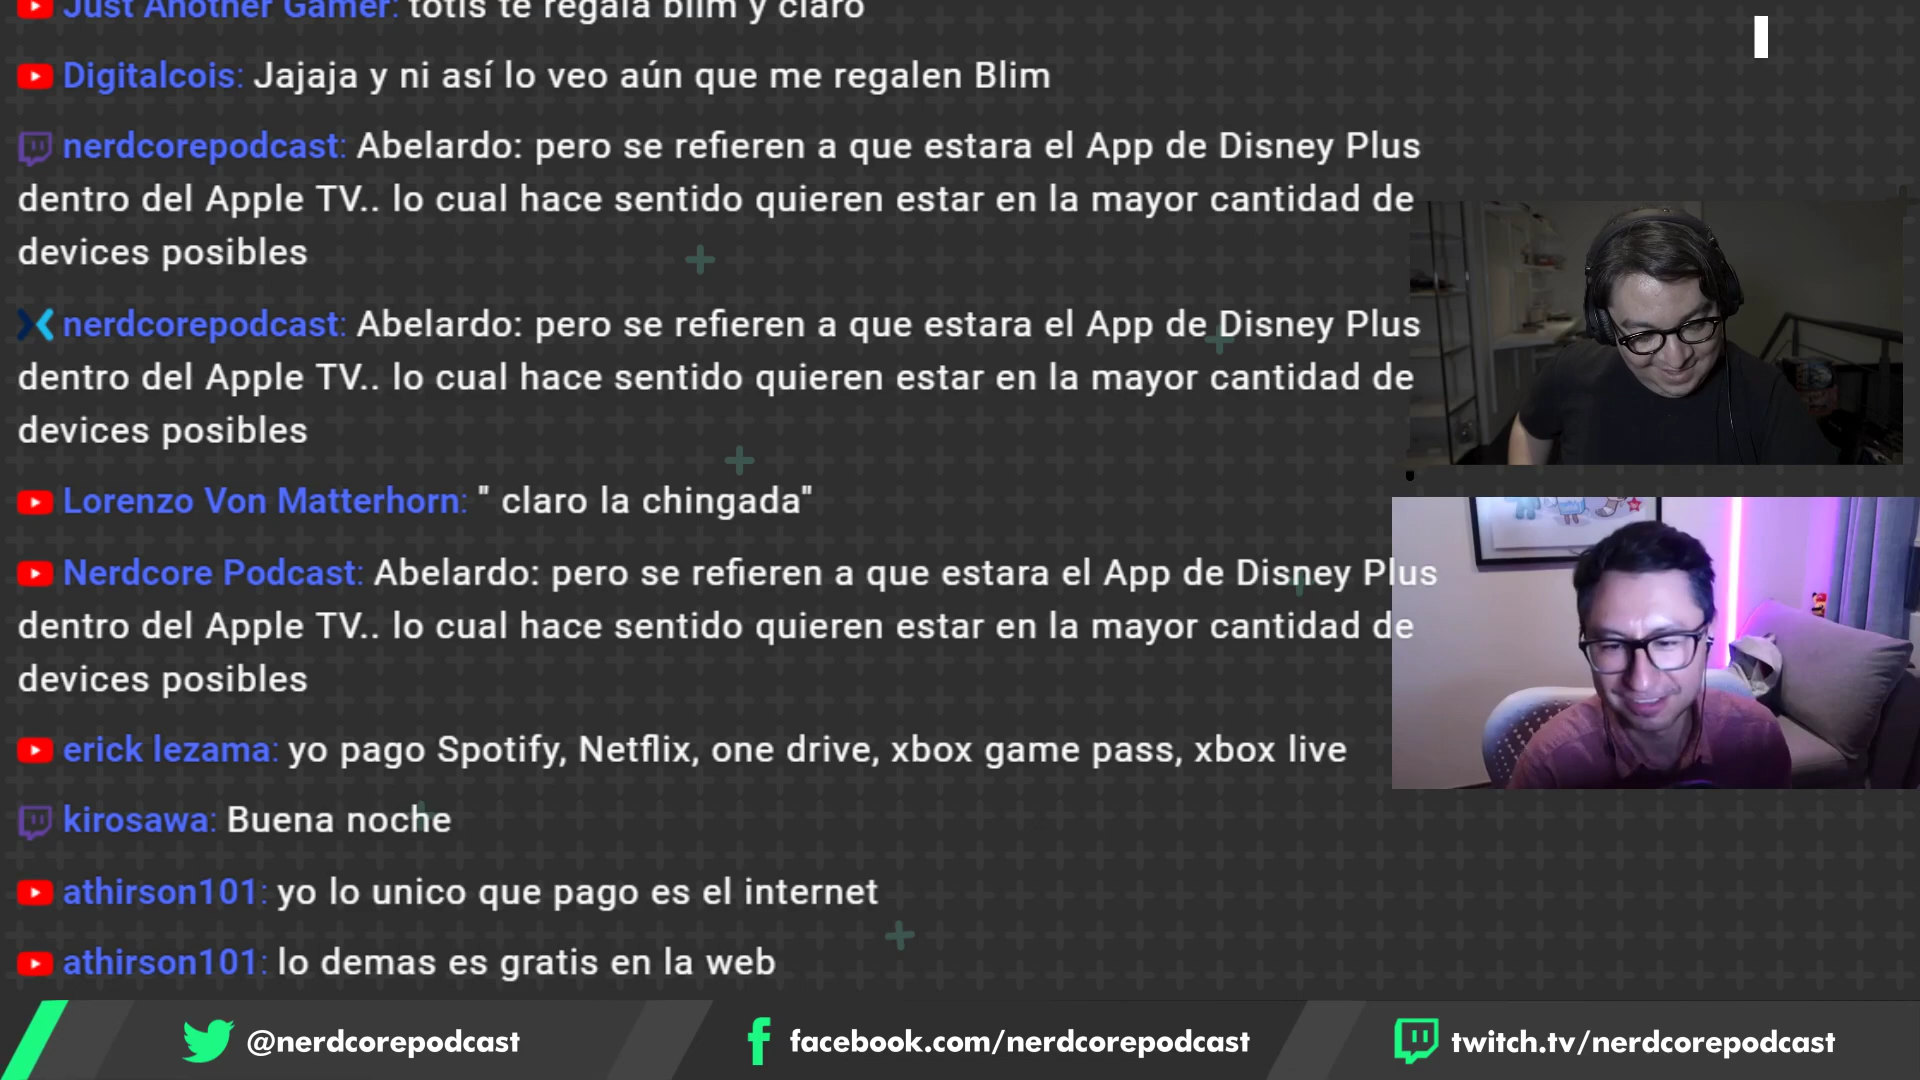 Just Another Gamer: totis te regala blim y claro
Digitalcois: Jajaja y ni así lo veo aún que me regalen Blim
nerdcorepodcast: Abelardo: pero se refieren a que estara el App de Disney Plus
dentro del Apple TV.. lo cual hace sentido quieren estar en la mayor cantidad de
devices posibles
nerdcorepodcast: Abelardo: pero se refieren a que estara el App de Disney Plus
dentro del Apple TV.. lo cual hace sentido quieren estar en la mayor cantidad de
devices posibles
Lorenzo Von Matterhorn: " claro la chingada"
Nerdcore Podcast: Abelardo: pero se refieren a que estara el App de Disney Plus
dentro del Apple TV.. lo cual hace sentido quieren estar en la mayor cantidad de
devices posibles
erick lezama: yo pago Spotify, Netflix, one drive, xbox game pass, xbox live
kirosawa: Buena noche
athirson101: yo lo unico que pago es el internet
athirson101: lo demas es gratis en la web
@nerdcorepodcast
facebook.com/nerdcorepodcast
twitch.tv/nerdcorepodcast